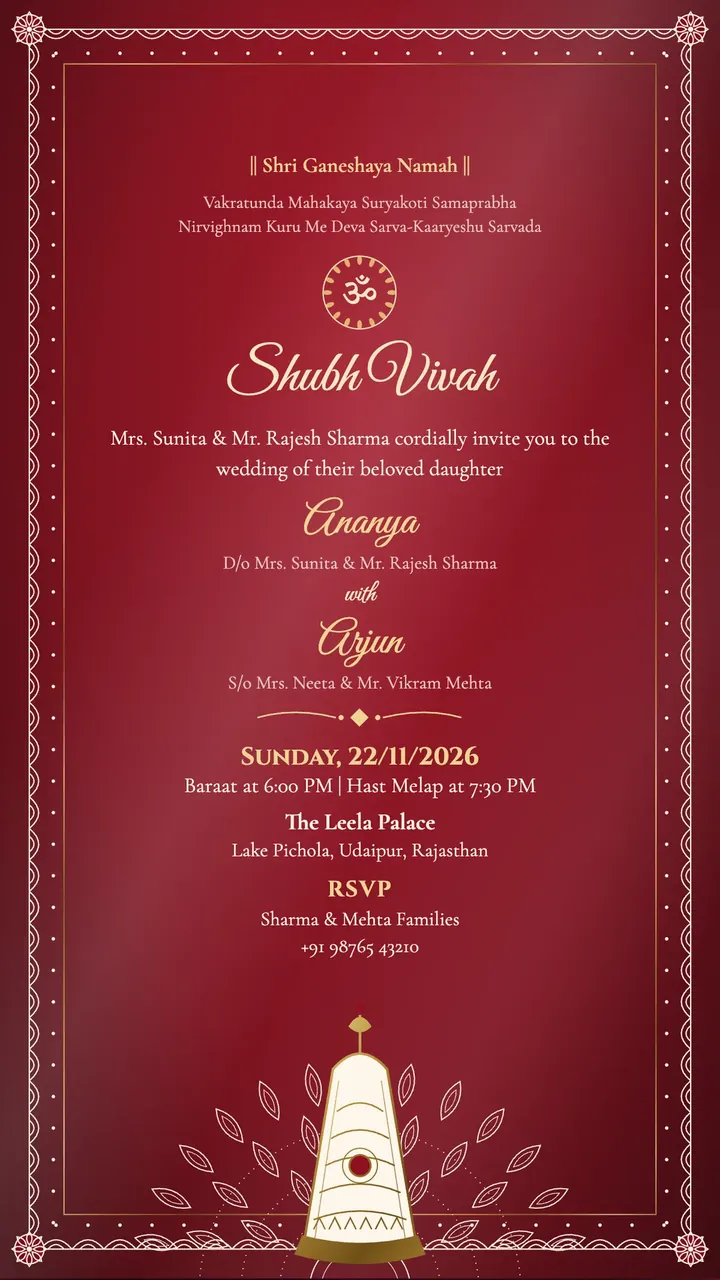 || Shri Ganeshaya Namah ||
Vakratunda Mahakaya Suryakoti Samaprabha
Nirvighnam Kuru Me Deva Sarva-Kaaryeshu Sarvada
ॐ
Shubh Vivah
Mrs. Sunita & Mr. Rajesh Sharma cordially invite you to the
wedding of their beloved daughter
Ananya
D/o Mrs. Sunita & Mr. Rajesh Sharma
with
Arjun
S/o Mrs. Neeta & Mr. Vikram Mehta
Sunday, 22/11/2026
Baraat at 6:00 PM | Hast Melap at 7:30 PM
The Leela Palace
Lake Pichola, Udaipur, Rajasthan
RSVP
Sharma & Mehta Families
+91 98765 43210